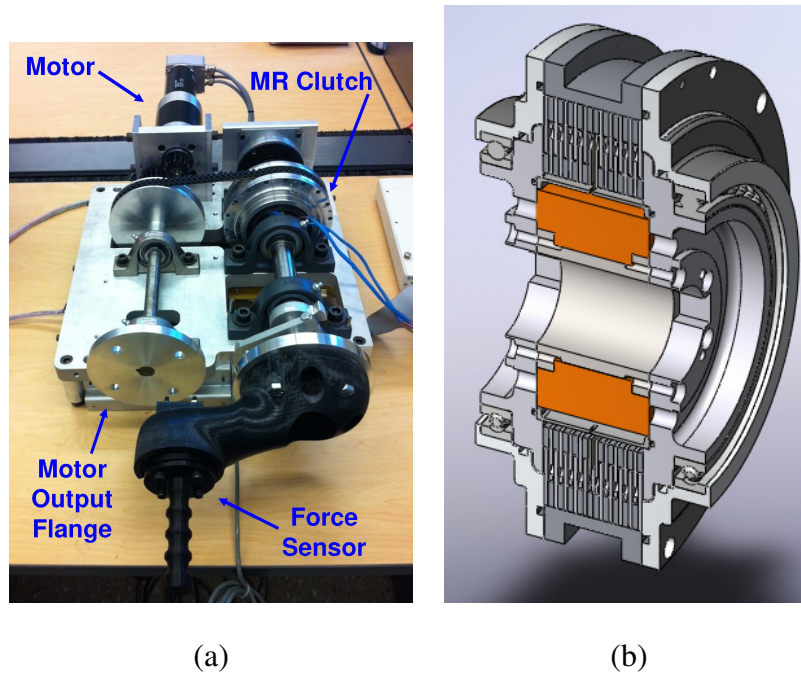 Motor
MR Clutch
Motor
Output
Flange
Force
Sensor
(a)
(b)